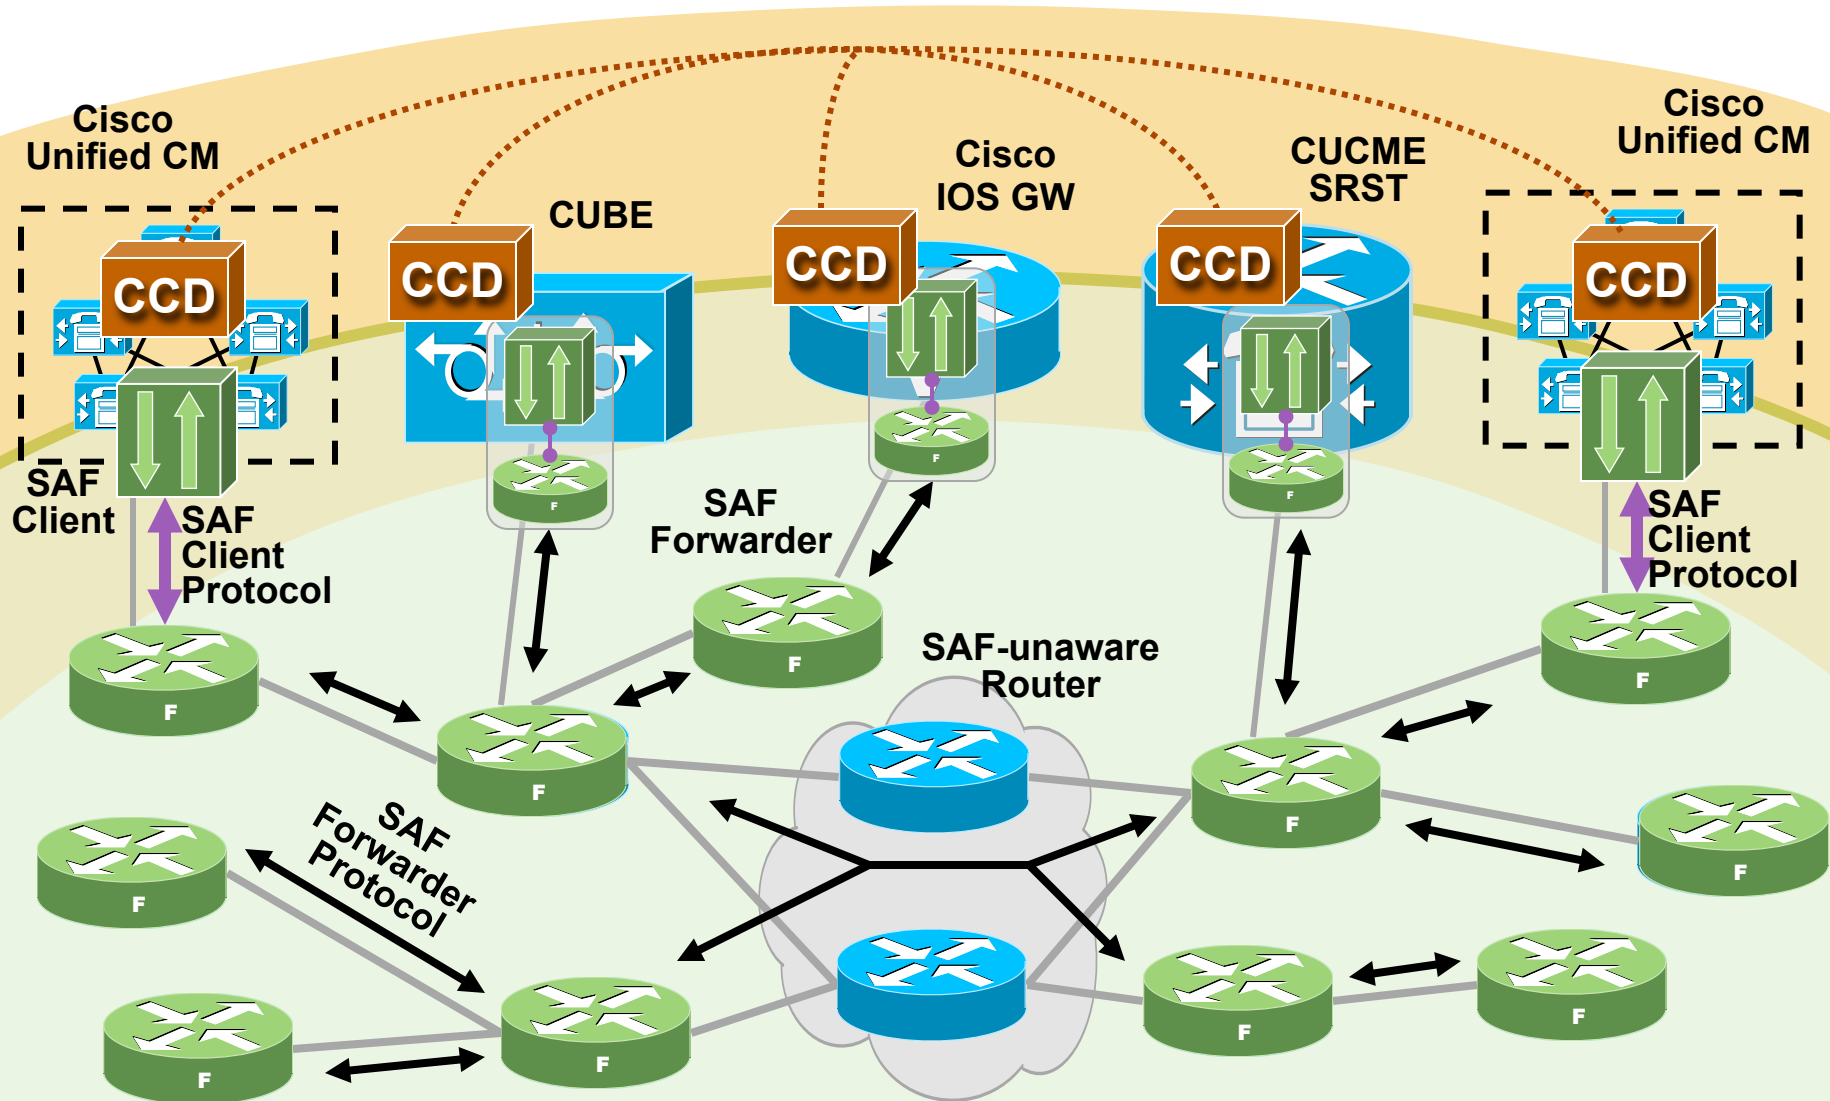 Cisco
Unified CM
Cisco
Unified CM
CUBE
Cisco
IOS GW
CUCME
SRST
CCD
CCD
CCD
CCD
CCD
SAF
Client
SAF
Client
Protocol
SAF
Forwarder
SAF
Client
Protocol
F
F
F
SAF-unaware
Router
F
F
F
F
F
SAF
Forwarder
Protocol
F
F
F
F
F
F
F